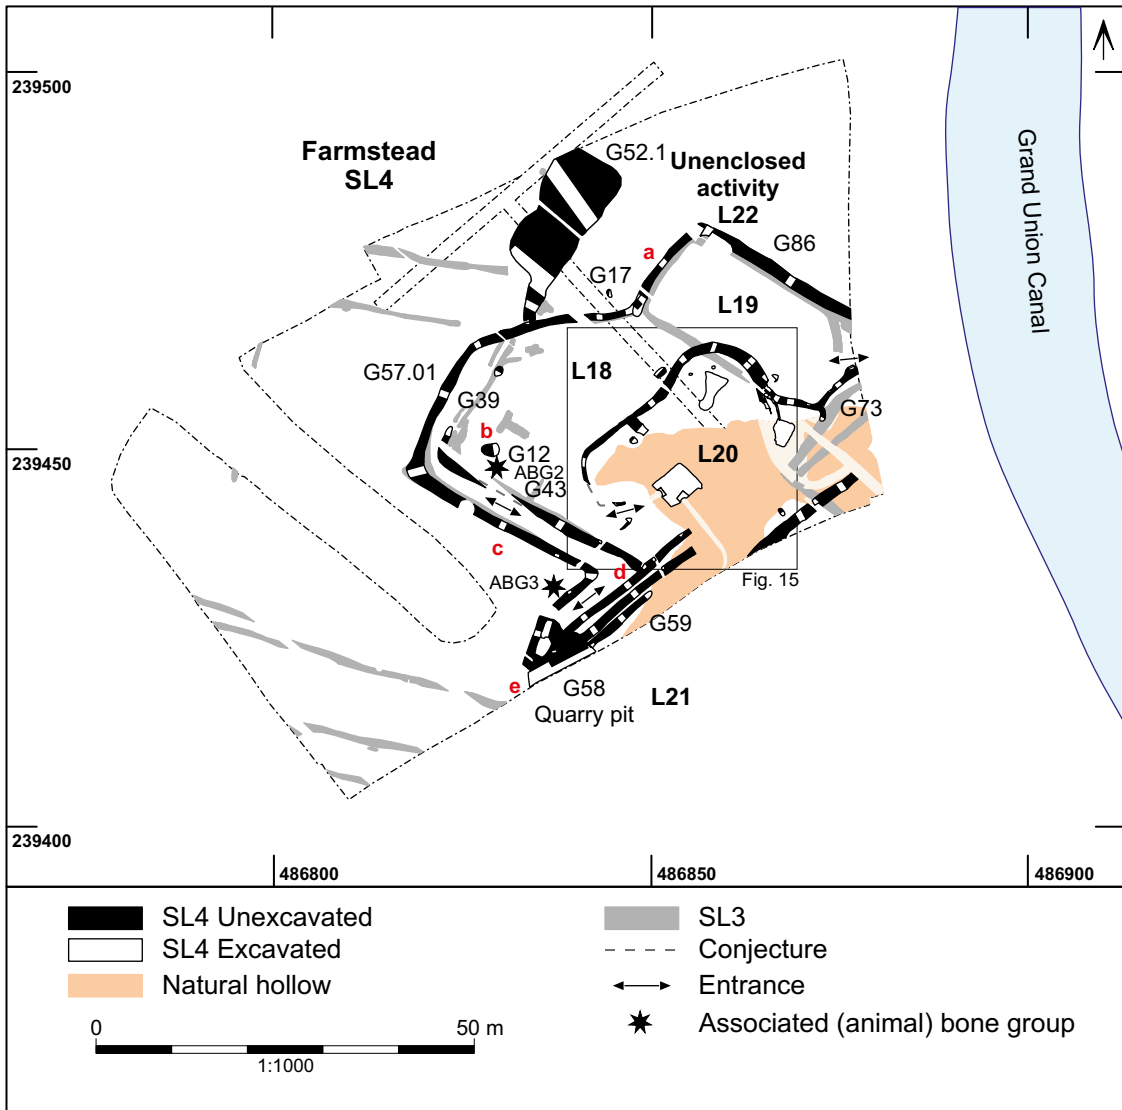 239500
Farmstead
SL4
G52.1
Unenclosed
activity
L22
G86
a
G17
L19
Grand Union Canal
G57.01
L18
G39
G73
b
G12
ABG2
G43
L20
c
ABG3
d
Fig. 15
G59
e
G58
Quarry pit
L21
239450
239400
486800
486850
486900
SL4 Unexcavated
SL4 Excavated
Natural hollow
0
50 m
1:1000
SL3
Conjecture
Entrance
Associated (animal) bone group